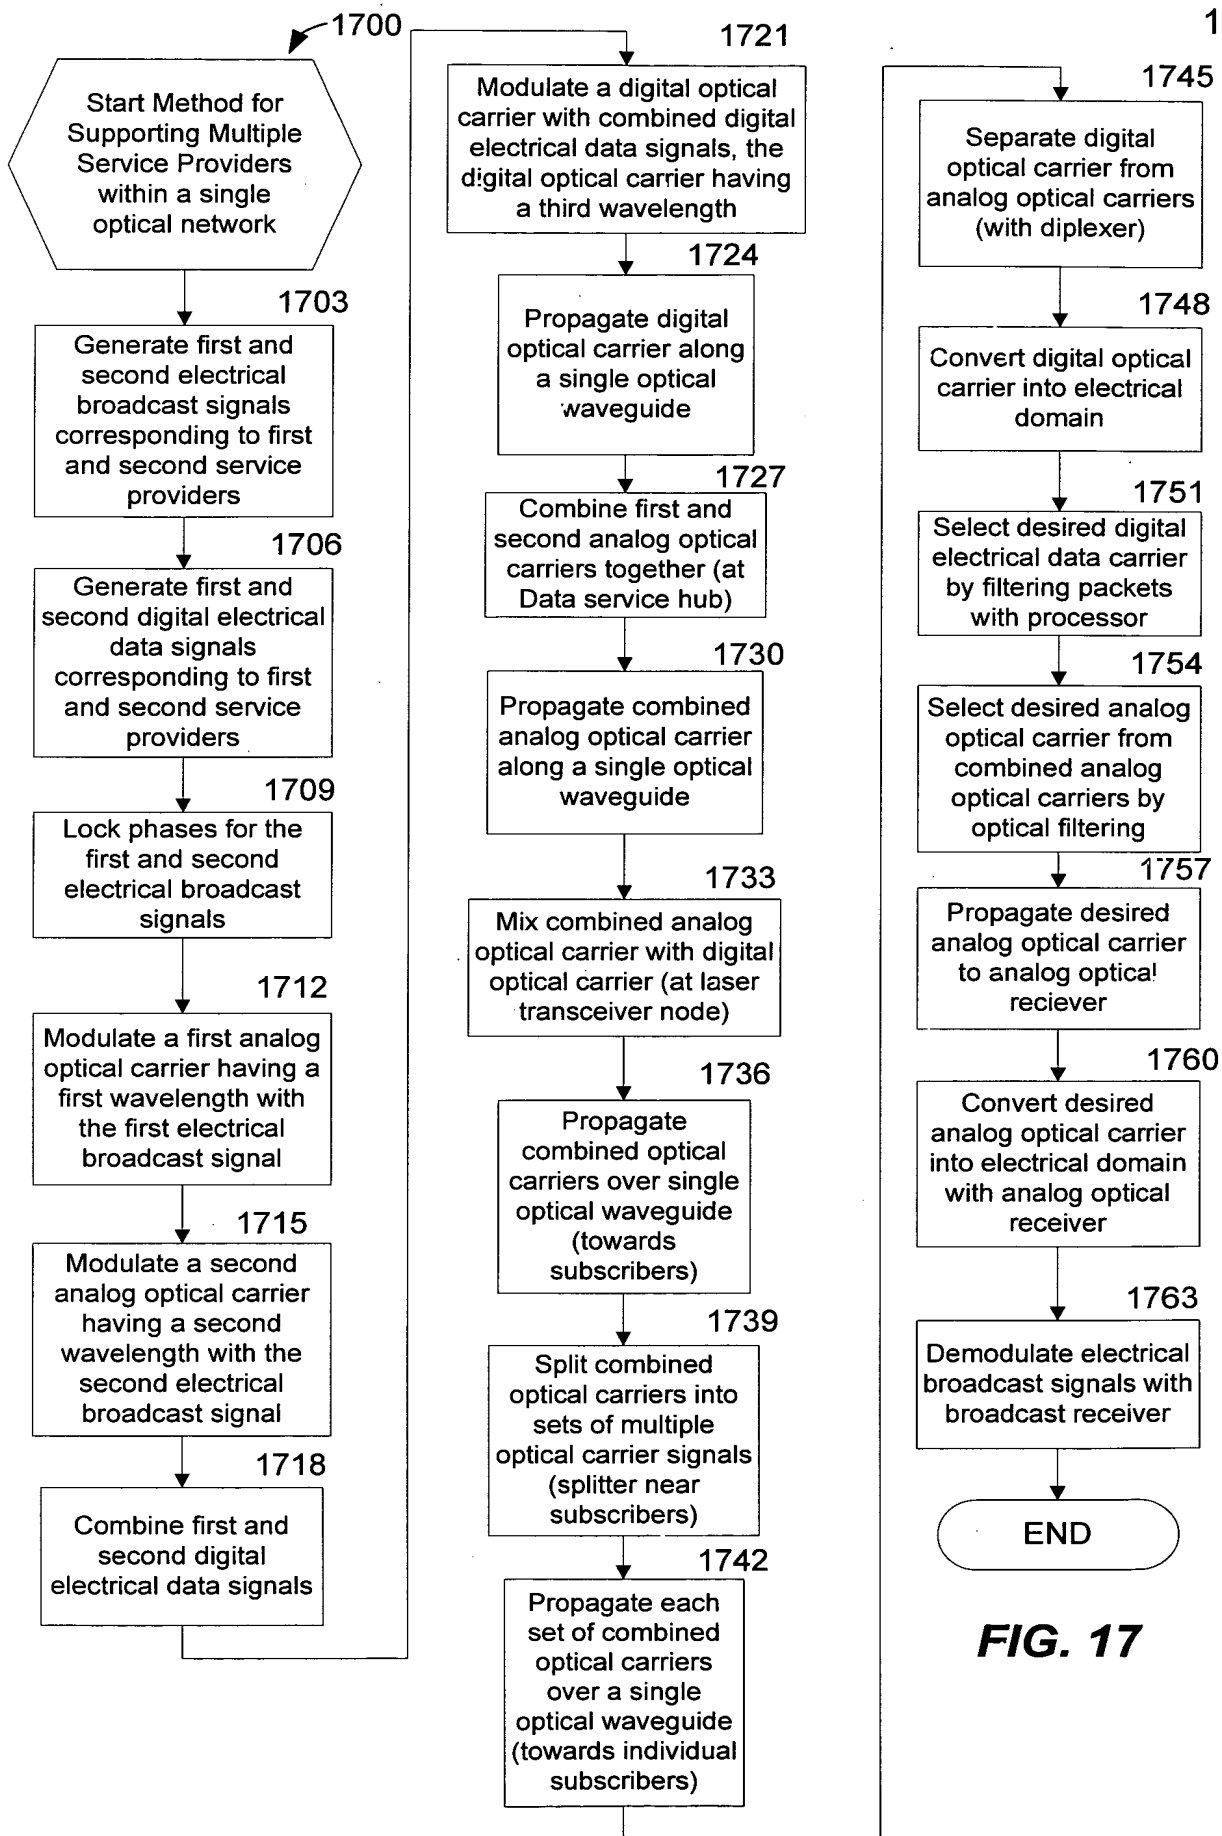 1700
Start Method for
Supporting Multiple
Service Providers
within a single
optical network
1703
Generate first and
second electrical
broadcast signals
corresponding to first
and second service
providers
1706
Generate first and
second digital electrical
data signals
corresponding to first
and second service
providers
1709
Lock phases for the
first and second
electrical broadcast
signals
1712
Modulate a first analog
optical carrier having a
first wavelength with
the first electrical
broadcast signal
1715
Modulate a second
analog optical carrier
having a second
wavelength with the
second electrical
broadcast signal
1718
Combine first and
second digital
electrical data signals
1721
Modulate a digital optical
carrier with combined digital
electrical data signals, the
digital optical carrier having
a third wavelength
1724
Propagate digital
optical carrier along
a single optical
waveguide
1727
Combine first and
second analog optical
carriers together (at
Data service hub)
1730
Propagate combined
analog optical carrier
along a single optical
waveguide
1733
Mix combined analog
optical carrier with digital
optical carrier (at laser
transceiver node)
1736
Propagate
combined optical
carriers over single
optical waveguide
(towards
subscribers)
1739
Split combined
optical carriers into
sets of multiple
optical carrier signals
(splitter near
subscribers)
1742
Propagate each
set of combined
optical carriers
over a single
optical waveguide
(towards individual
subscribers)
1
1745
Separate digital
optical carrier from
analog optical carriers
(with diplexer)
1748
Convert digital optical
carrier into electrical
domain
1751
Select desired digital
electrical data carrier
by filtering packets
with processor
1754
Select desired analog
optical carrier from
combined analog
optical carriers by
optical filtering
1757
Propagate desired
analog optical carrier
to analog optical
reciever
1760
Convert desired
analog optical carrier
into electrical domain
with analog optical
receiver
1763
Demodulate electrical
broadcast signals with
broadcast receiver
END
FIG. 17